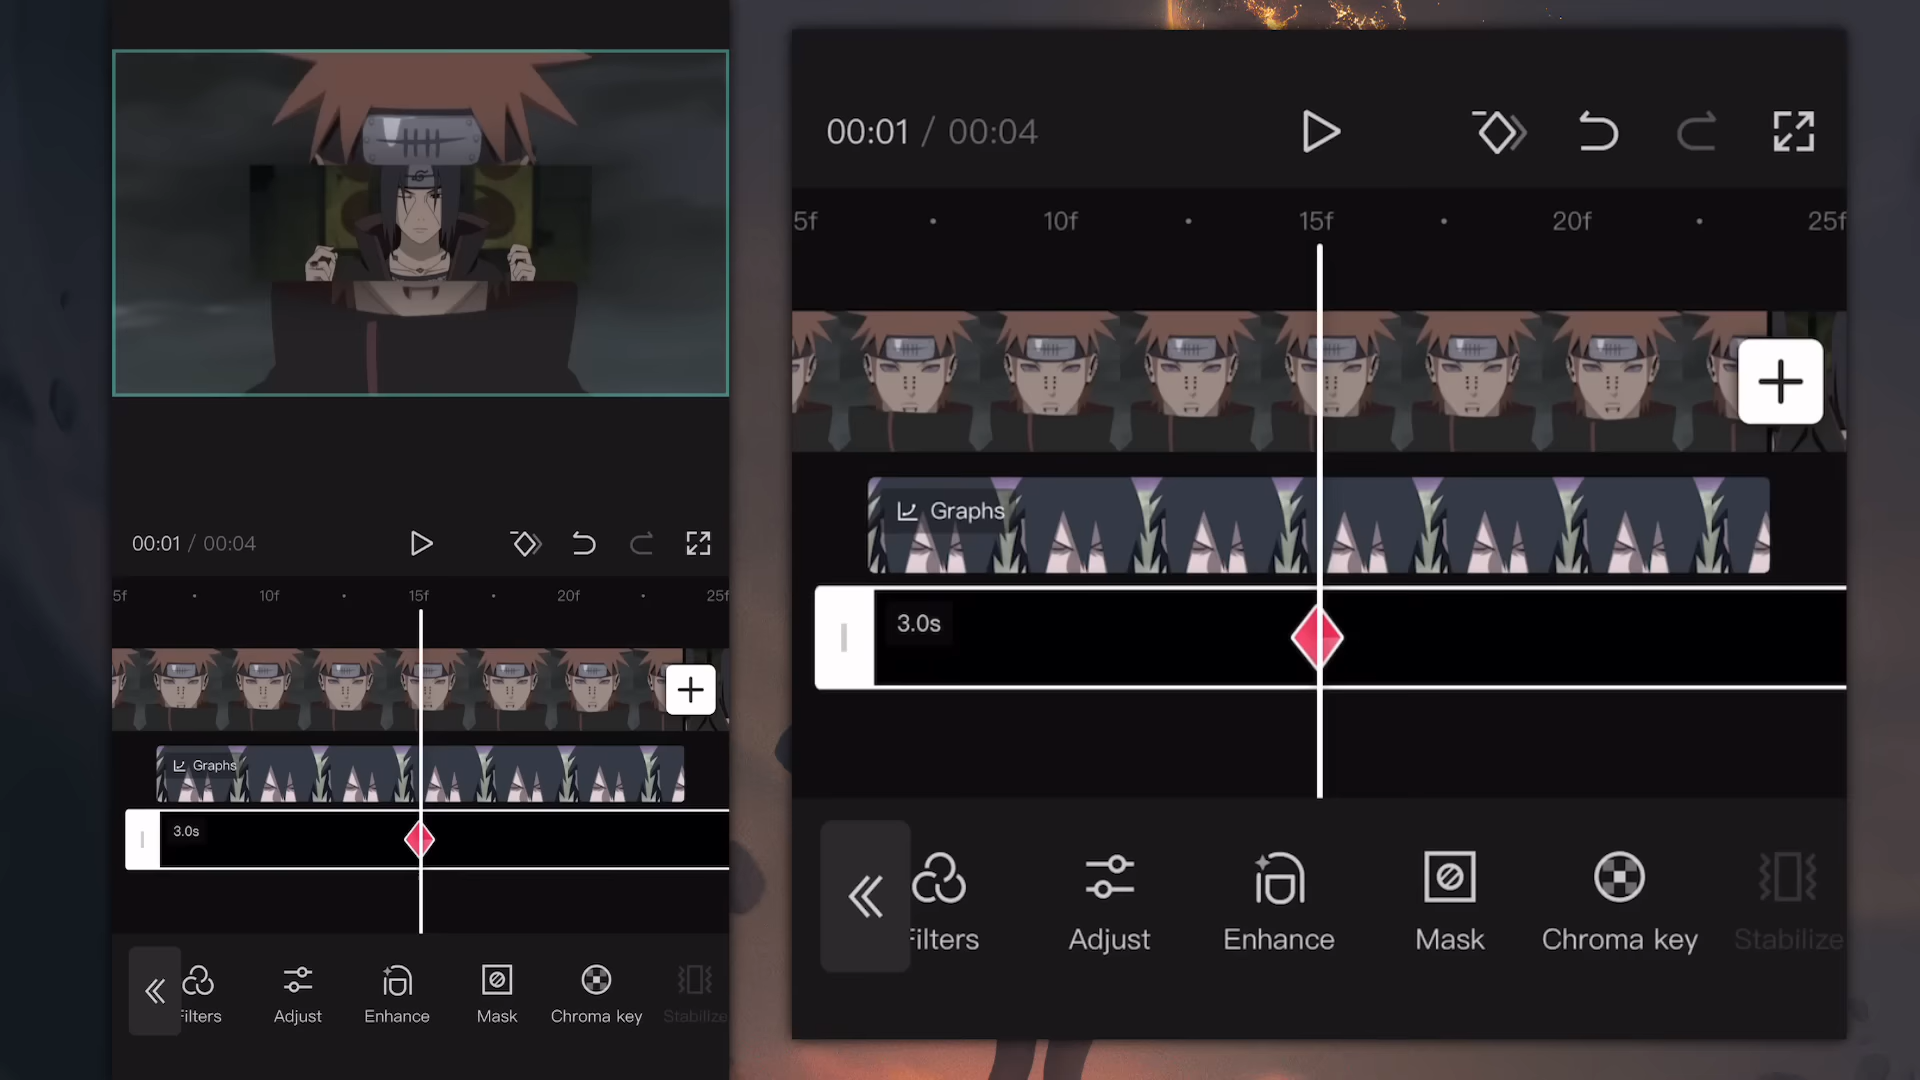 00:01 / 00:04
5f 10f 15f 20f 25f
Graphs
3.0s
Filters Adjust Enhance Mask Chroma key Stabilize
00:01 / 00:04
5f 10f 15f 20f 25f
Graphs
3.0s
Filters Adjust Enhance Mask Chroma key Stabilize